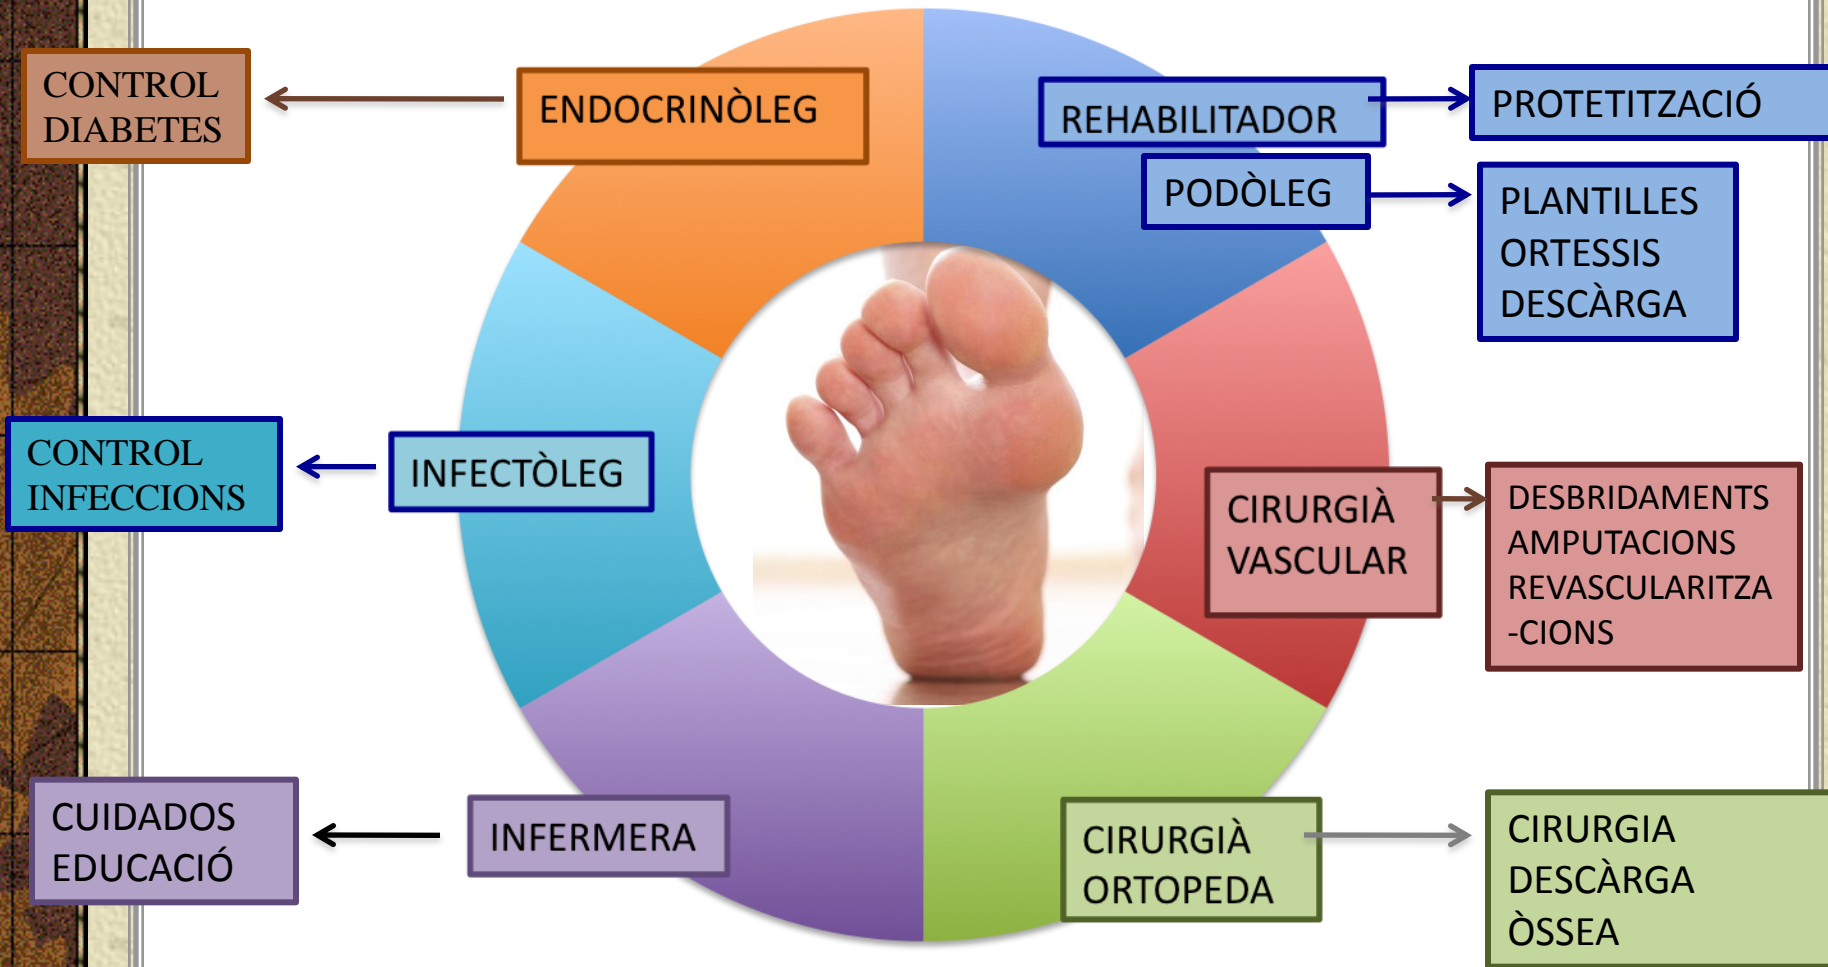 CONTROL
DIABETES
ENDOCRINÒLEG
REHABILITADOR
PROTETITZACIÓ
PODÒLEG
PLANTILLES
ORTESSIS
DESCÀRGA
CONTROL
INFECCIONS
INFECTÒLEG
CIRURGIÀ
VASCULAR
DESBRIDAMENTS
AMPUTACIONS
REVASCULARITZA
-CIONS
CUIDADOS
EDUCACIÓ
INFERMERA
CIRURGIÀ
ORTOPEDA
CIRURGIA
DESCÀRGA
ÒSSEA